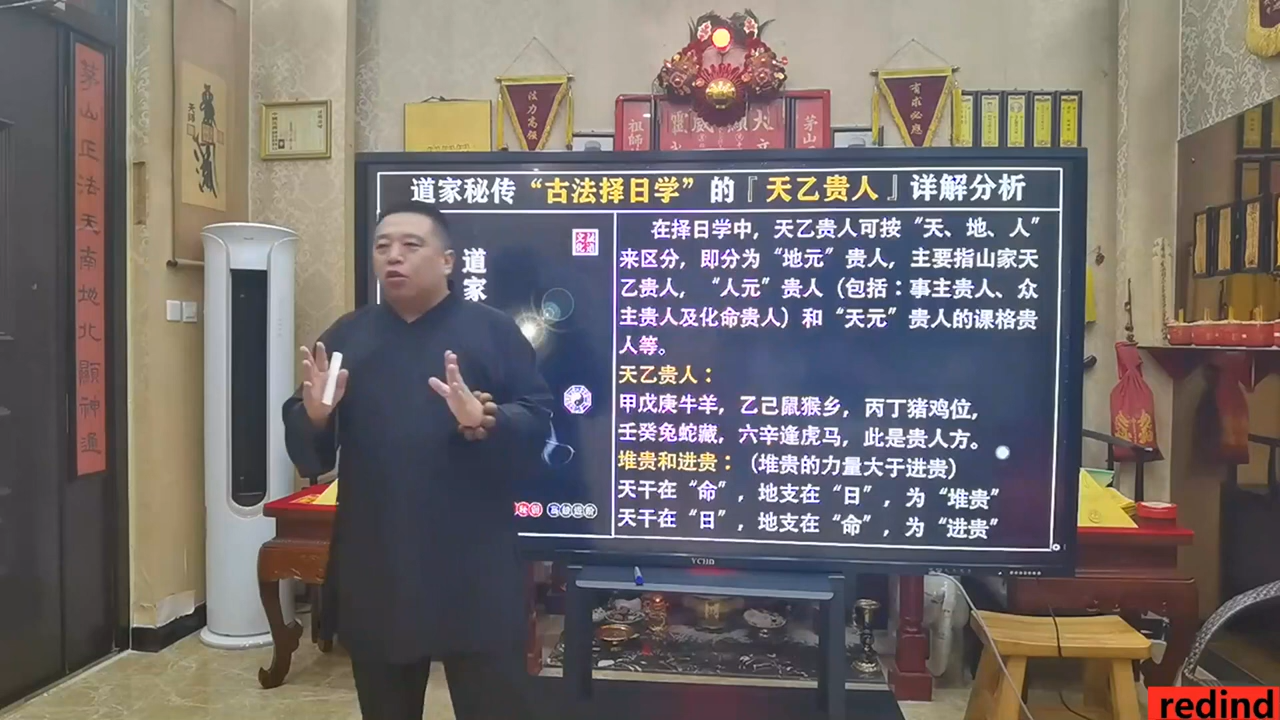 茅山正法天南地北顯神通
法力高强
有求必應
祖師
茅山
道家秘传“古法择日学”的『天乙贵人』详解分析
道家
在择日学中，天乙贵人可按“天、地、人”
来区分，即分为“地元”贵人，主要指山家天
乙贵人，“人元”贵人（包括：事主贵人、众
主贵人及化命贵人）和“天元”贵人的课格贵
人等。
天乙贵人：
甲戊庚牛羊，乙己鼠猴乡，丙丁猪鸡位，
壬癸兔蛇藏，六辛逢虎马，此是贵人方。
堆贵和进贵：（堆贵的力量大于进贵）
天干在“命”，地支在“日”，为“堆贵”
天干在“日”，地支在“命”，为“进贵”
YCHD
redind